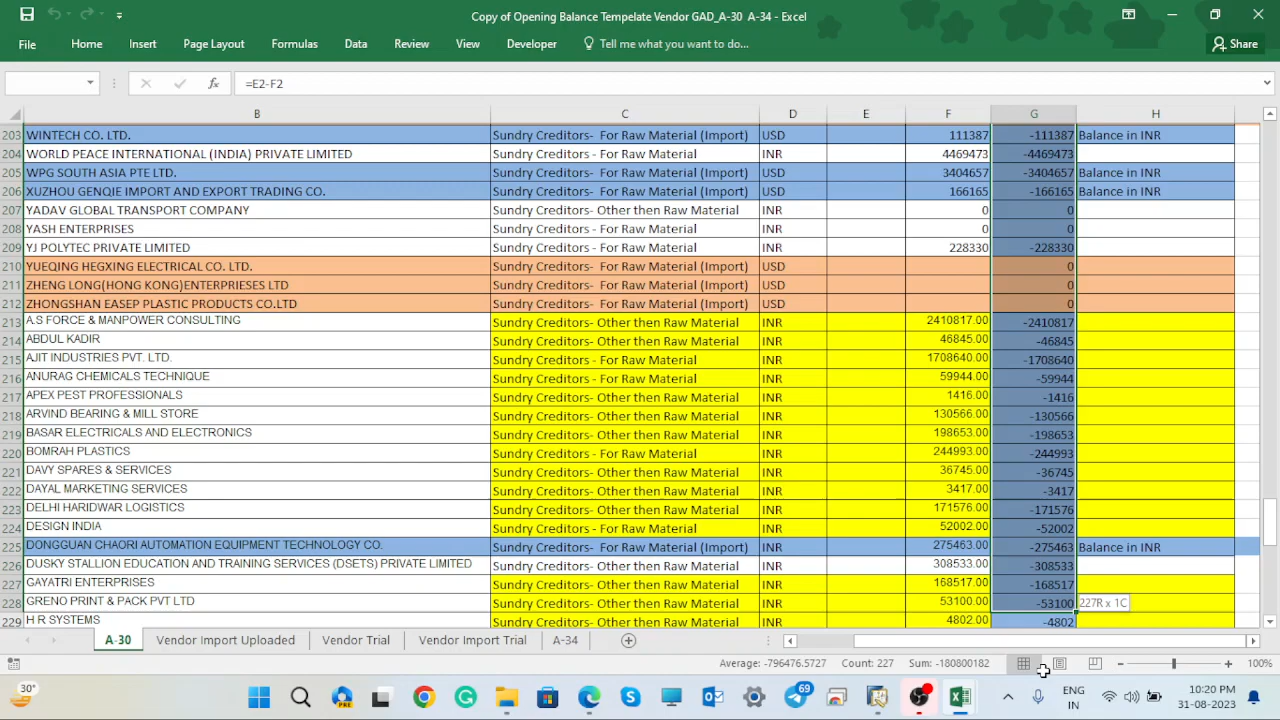 Copy of Opening Balance Tempelate Vendor GAD_A-30  A-34 - Excel
File Home Insert Page Layout Formulas Data Review View Developer Tell me what you want to do... Share
=E2-F2
B C D E F G H
203 WINTECH CO. LTD. Sundry Creditors-  For Raw Material (Import) USD 111387 -111387 Balance in INR
204 WORLD PEACE INTERNATIONAL (INDIA) PRIVATE LIMITED Sundry Creditors - For Raw Material INR 4469473 -4469473
205 WPG SOUTH ASIA PTE LTD. Sundry Creditors-  For Raw Material (Import) USD 3404657 -3404657 Balance in INR
206 XUZHOU GENQIE IMPORT AND EXPORT TRADING CO. Sundry Creditors-  For Raw Material (Import) USD 166165 -166165 Balance in INR
207 YADAV GLOBAL TRANSPORT COMPANY Sundry Creditors- Other then Raw Material INR 0 0
208 YASH ENTERPRISES Sundry Creditors - For Raw Material INR 0 0
209 YJ POLYTEC PRIVATE LIMITED Sundry Creditors - For Raw Material INR 228330 -228330
210 YUEQING HEGXING ELECTRICAL CO. LTD. Sundry Creditors-  For Raw Material (Import) USD 0
211 ZHENG LONG(HONG KONG)ENTERPRIESES LTD Sundry Creditors-  For Raw Material (Import) USD 0
212 ZHONGSHAN EASEP PLASTIC PRODUCTS CO.LTD Sundry Creditors-  For Raw Material (Import) USD 0
213 A.S FORCE & MANPOWER CONSULTING Sundry Creditors- Other then Raw Material INR 2410817.00 -2410817
214 ABDUL KADIR Sundry Creditors- Other then Raw Material INR 46845.00 -46845
215 AJIT INDUSTRIES PVT. LTD. Sundry Creditors - For Raw Material INR 1708640.00 -1708640
216 ANURAG CHEMICALS TECHNIQUE Sundry Creditors - For Raw Material INR 59944.00 -59944
217 APEX PEST PROFESSIONALS Sundry Creditors- Other then Raw Material INR 1416.00 -1416
218 ARVIND BEARING & MILL STORE Sundry Creditors- Other then Raw Material INR 130566.00 -130566
219 BASAR ELECTRICALS AND ELECTRONICS Sundry Creditors- Other then Raw Material INR 198653.00 -198653
220 BOMRAH PLASTICS Sundry Creditors - For Raw Material INR 244993.00 -244993
221 DAVY SPARES & SERVICES Sundry Creditors- Other then Raw Material INR 36745.00 -36745
222 DAYAL MARKETING SERVICES Sundry Creditors- Other then Raw Material INR 3417.00 -3417
223 DELHI HARIDWAR LOGISTICS Sundry Creditors- Other then Raw Material INR 171576.00 -171576
224 DESIGN INDIA Sundry Creditors - For Raw Material INR 52002.00 -52002
225 DONGGUAN CHAORI AUTOMATION EQUIPMENT TECHNOLOGY CO. Sundry Creditors-  For Raw Material (Import) INR 275463.00 -275463 Balance in INR
226 DUSKY STALLION EDUCATION AND TRAINING SERVICES (DSETS) PRIVATE LIMITED Sundry Creditors- Other then Raw Material INR 308533.00 -308533
227 GAYATRI ENTERPRISES Sundry Creditors- Other then Raw Material INR 168517.00 -168517
228 GRENO PRINT & PACK PVT LTD Sundry Creditors- Other then Raw Material INR 53100.00 -53100 227R x 1C
229 H R SYSTEMS Sundry Creditors- Other then Raw Material INR 4802.00 -4802
A-30 Vendor Import Uploaded Vendor Trial Vendor Import Trial A-34
Average: -796476.5727 Count: 227 Sum: -180800182 100%
30° PRE 69 ENG IN 10:20 PM 31-08-2023